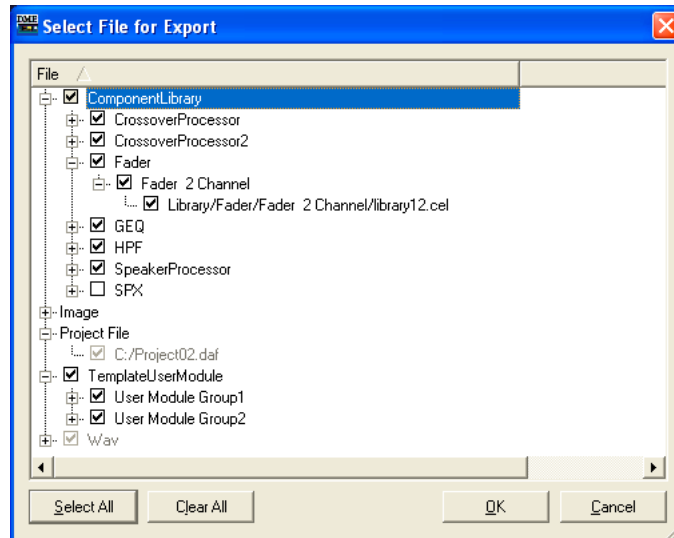 DME Select File for Export
File
ComponentLibrary
CrossoverProcessor
CrossoverProcessor2
Fader
Fader 2 Channel
Library/Fader/Fader 2 Channel/library12.cel
GEQ
HPF
SpeakerProcessor
SPX
Image
Project File
C:/Project02.daf
TemplateUserModule
User Module Group1
User Module Group2
Wav
Select All Clear All OK Cancel